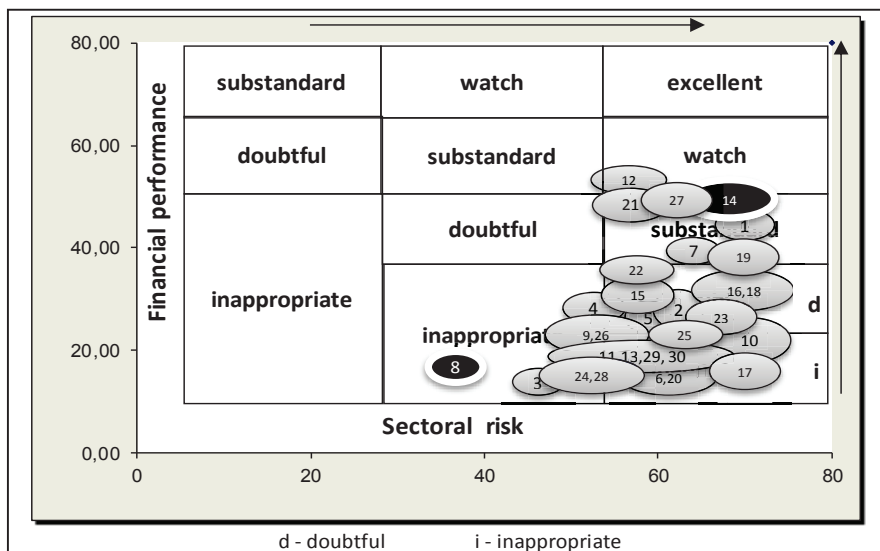 80,00
substandard watch excellent
60,00
doubtful substandard watch
12
21 27 14
Financial performance
40,00
doubtful substandard
1
7 19
22
inappropriate 15 16,18 d
4 5 2 23
20,00
inappropriate 9,26 25 10
11,13,29, 30
8 3 24,28 6,20 17 i
Sectoral risk
0,00
0 20 40 60 80
d - doubtful i - inappropriate